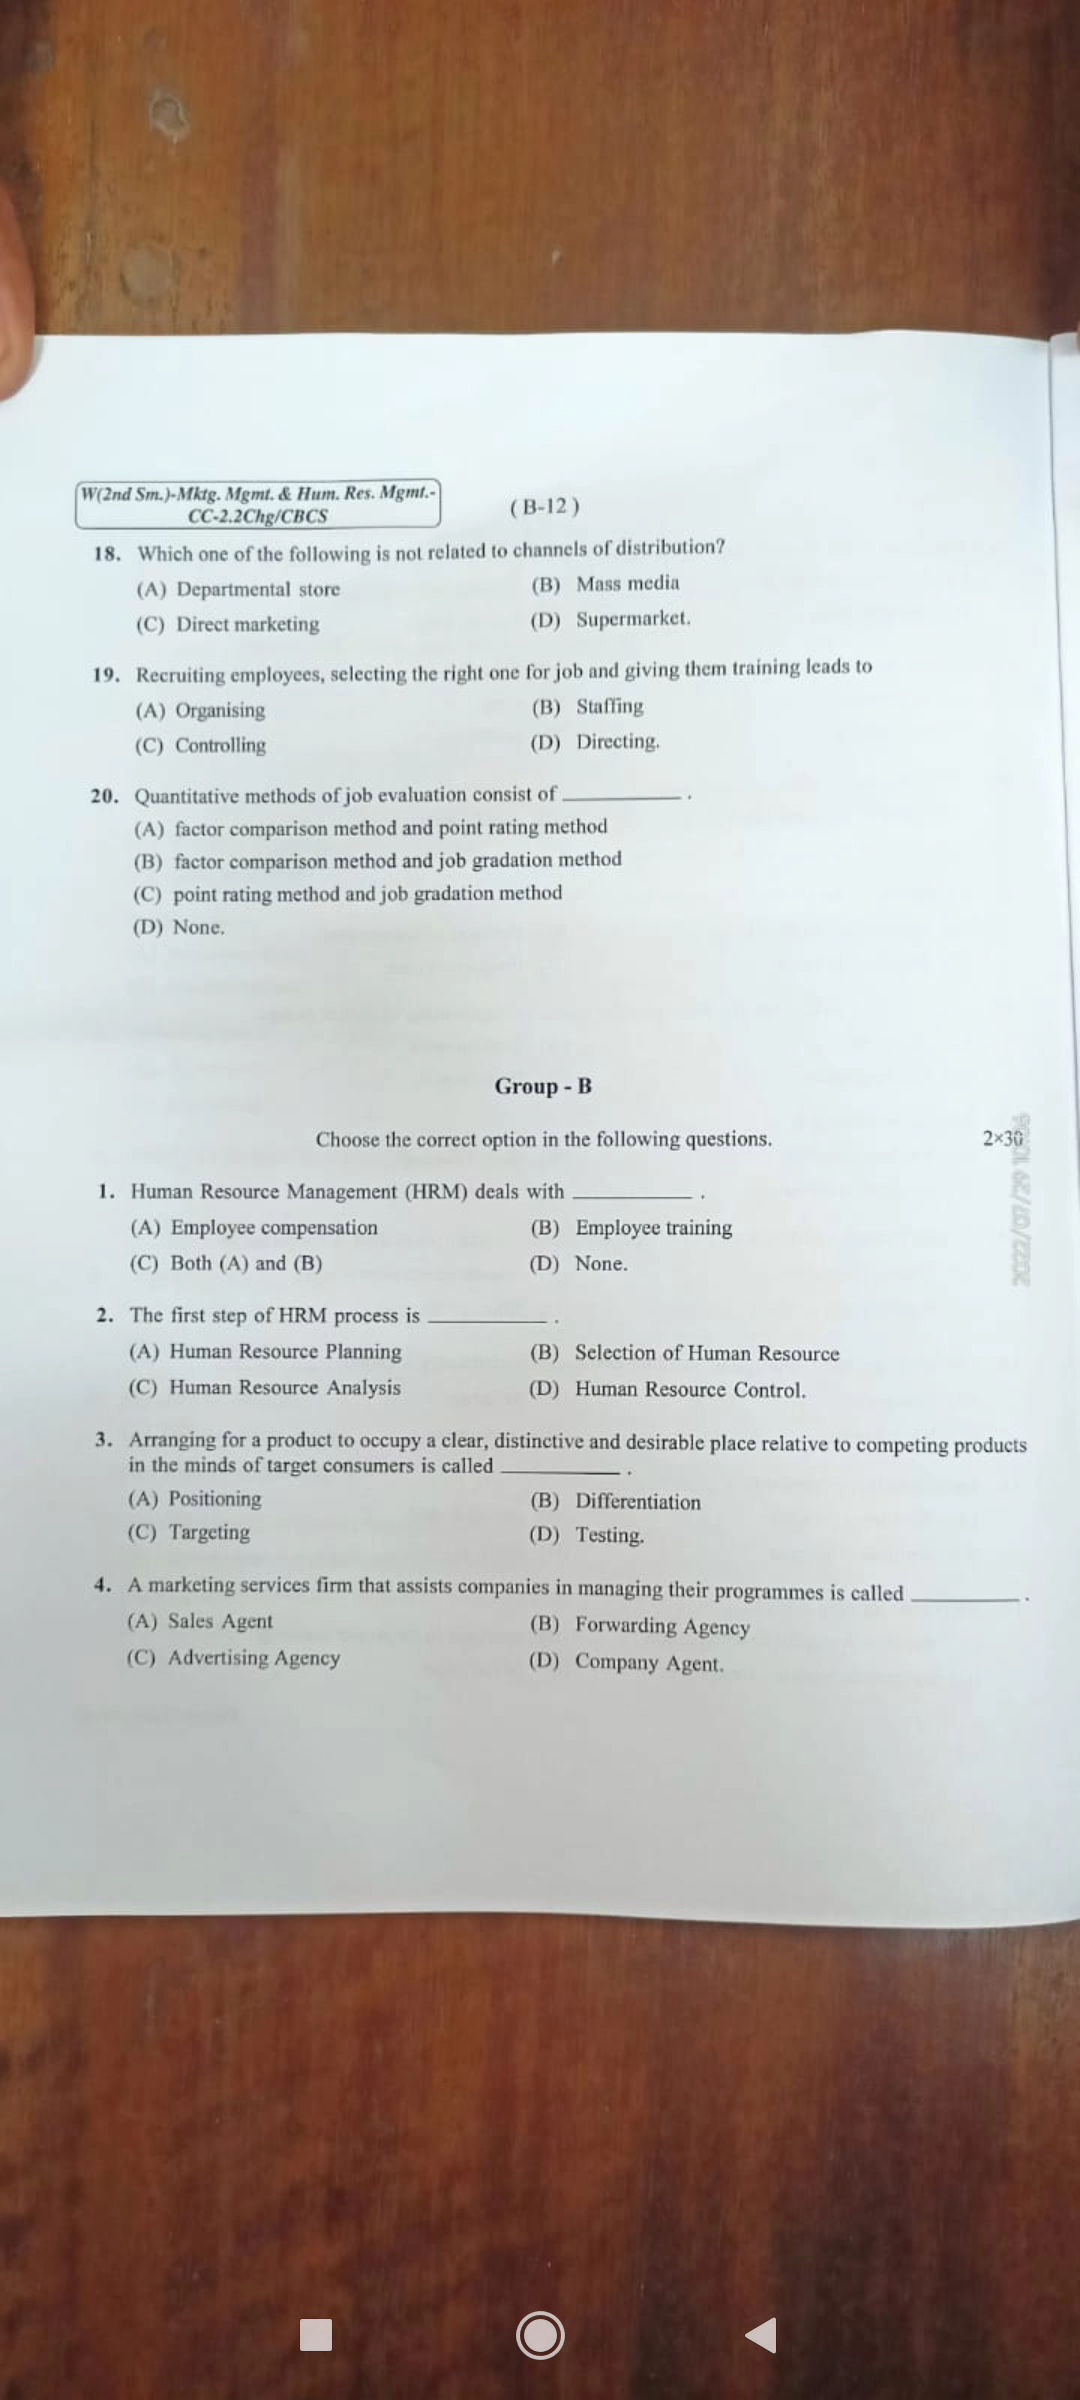 W(2nd Sm.)-Mktg. Mgmt. & Hum. Res. Mgmt.-
CC-2.2Chg/CBCS
( B-12 )
18. Which one of the following is not related to channels of distribution?
(A) Departmental store (B) Mass media
(C) Direct marketing (D) Supermarket.
19. Recruiting employees, selecting the right one for job and giving them training leads to
(A) Organising (B) Staffing
(C) Controlling (D) Directing.
20. Quantitative methods of job evaluation consist of __________ .
(A) factor comparison method and point rating method
(B) factor comparison method and job gradation method
(C) point rating method and job gradation method
(D) None.
Group - B
Choose the correct option in the following questions. 2×30
1. Human Resource Management (HRM) deals with __________ .
(A) Employee compensation (B) Employee training
(C) Both (A) and (B) (D) None.
2. The first step of HRM process is __________ .
(A) Human Resource Planning (B) Selection of Human Resource
(C) Human Resource Analysis (D) Human Resource Control.
3. Arranging for a product to occupy a clear, distinctive and desirable place relative to competing products
in the minds of target consumers is called __________ .
(A) Positioning (B) Differentiation
(C) Targeting (D) Testing.
4. A marketing services firm that assists companies in managing their programmes is called __________ .
(A) Sales Agent (B) Forwarding Agency
(C) Advertising Agency (D) Company Agent.
2022/07/29